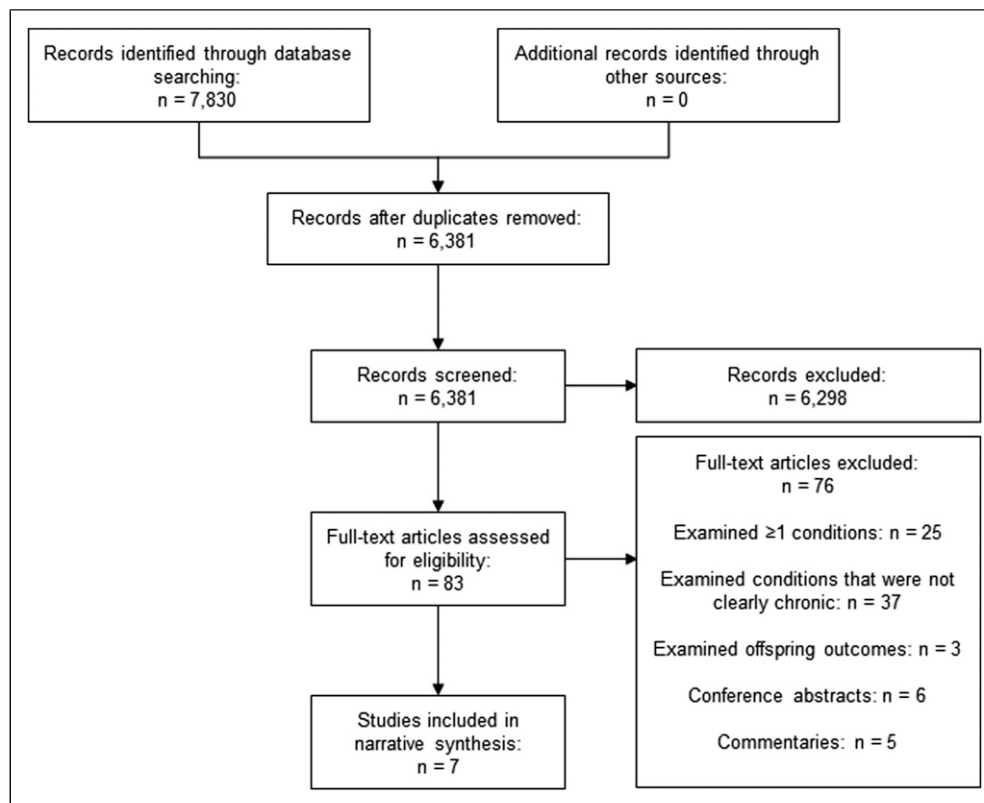 Records identified through database
searching:
n = 7,830
Additional records identified through
other sources:
n = 0
Records after duplicates removed:
n = 6,381
Records screened:
n = 6,381
Records excluded:
n = 6,298
Full-text articles assessed
for eligibility:
n = 83
Full-text articles excluded:
n = 76
Examined ≥1 conditions: n = 25
Examined conditions that were not
clearly chronic: n = 37
Examined offspring outcomes: n = 3
Conference abstracts: n = 6
Commentaries: n = 5
Studies included in
narrative synthesis:
n = 7